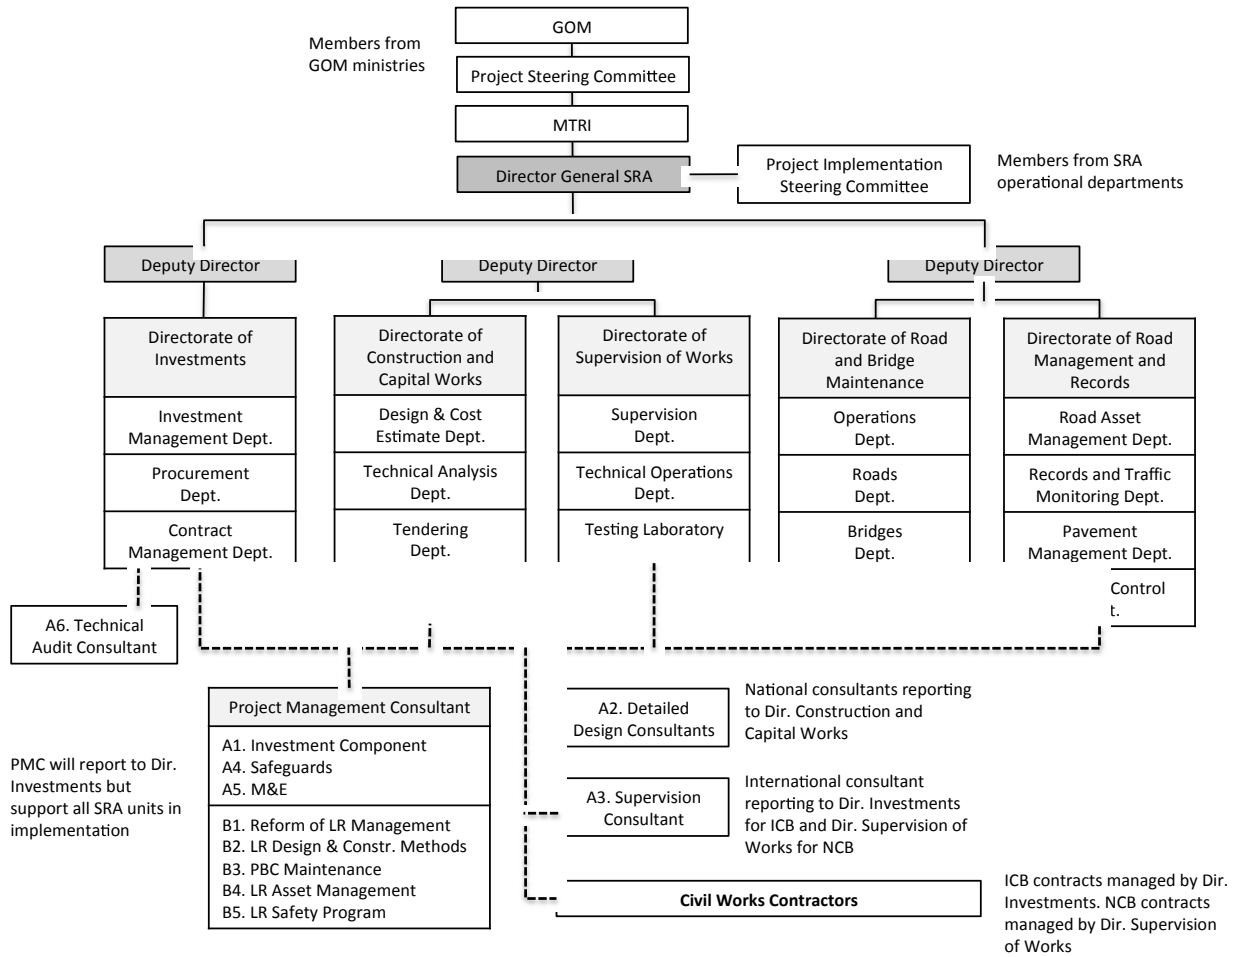 GOM
Members from
GOM ministries
Project Steering Committee
MTRI
Director General SRA
Project Implementation
Steering Committee
Members from SRA
operational departments
Deputy Director
Deputy Director
Deputy Director
Directorate of
Investments
Investment
Management Dept.
Procurement
Dept.
Contract
Management Dept.
Directorate of
Construction and
Capital Works
Design & Cost
Estimate Dept.
Technical Analysis
Dept.
Tendering
Dept.
Directorate of
Supervision of Works
Supervision
Dept.
Technical Operations
Dept.
Testing Laboratory
Directorate of Road
and Bridge
Maintenance
Operations
Dept.
Roads
Dept.
Bridges
Dept.
Directorate of Road
Management and
Records
Road Asset
Management Dept.
Records and Traffic
Monitoring Dept.
Pavement
Management Dept.
Control
A6. Technical
Audit Consultant
Project Management Consultant
A1. Investment Component
A4. Safeguards
A5. M&E
B1. Reform of LR Management
B2. LR Design & Constr. Methods
B3. PBC Maintenance
B4. LR Asset Management
B5. LR Safety Program
PMC will report to Dir.
Investments but
support all SRA units in
implementation
A2. Detailed
Design Consultants
National consultants reporting
to Dir. Construction and
Capital Works
A3. Supervision
Consultant
International consultant
reporting to Dir. Investments
for ICB and Dir. Supervision of
Works for NCB
Civil Works Contractors
ICB contracts managed by Dir.
Investments. NCB contracts
managed by Dir. Supervision
of Works